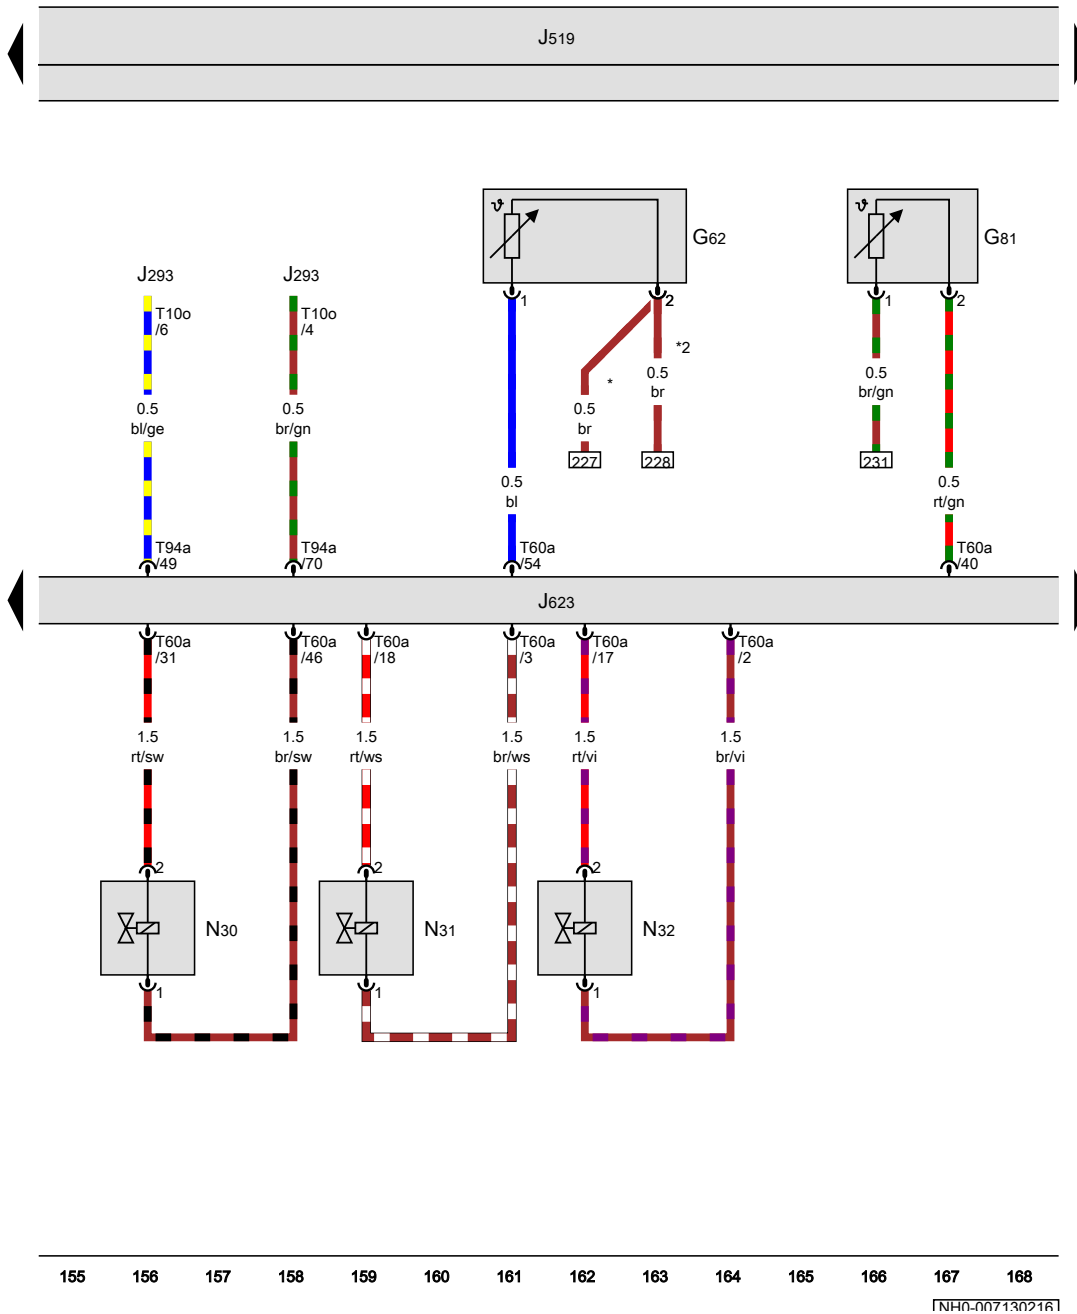 J519
G62
G81
J293
J293
T10o
/6
T10o
/4
1
2
1
2
*2
*
0.5
bl/ge
0.5
br/gn
0.5
br
0.5
br
0.5
br/gn
227
228
231
0.5
bl
0.5
rt/gn
T94a
/49
T94a
/70
T60a
/54
T60a
/40
J623
T60a
/31
T60a
/46
T60a
/18
T60a
/3
T60a
/17
T60a
/2
1.5
rt/sw
1.5
br/sw
1.5
rt/ws
1.5
br/ws
1.5
rt/vi
1.5
br/vi
2
2
2
N30
N31
N32
1
1
1
155 156 157 158 159 160 161 162 163 164 165 166 167 168
NH0-007130216